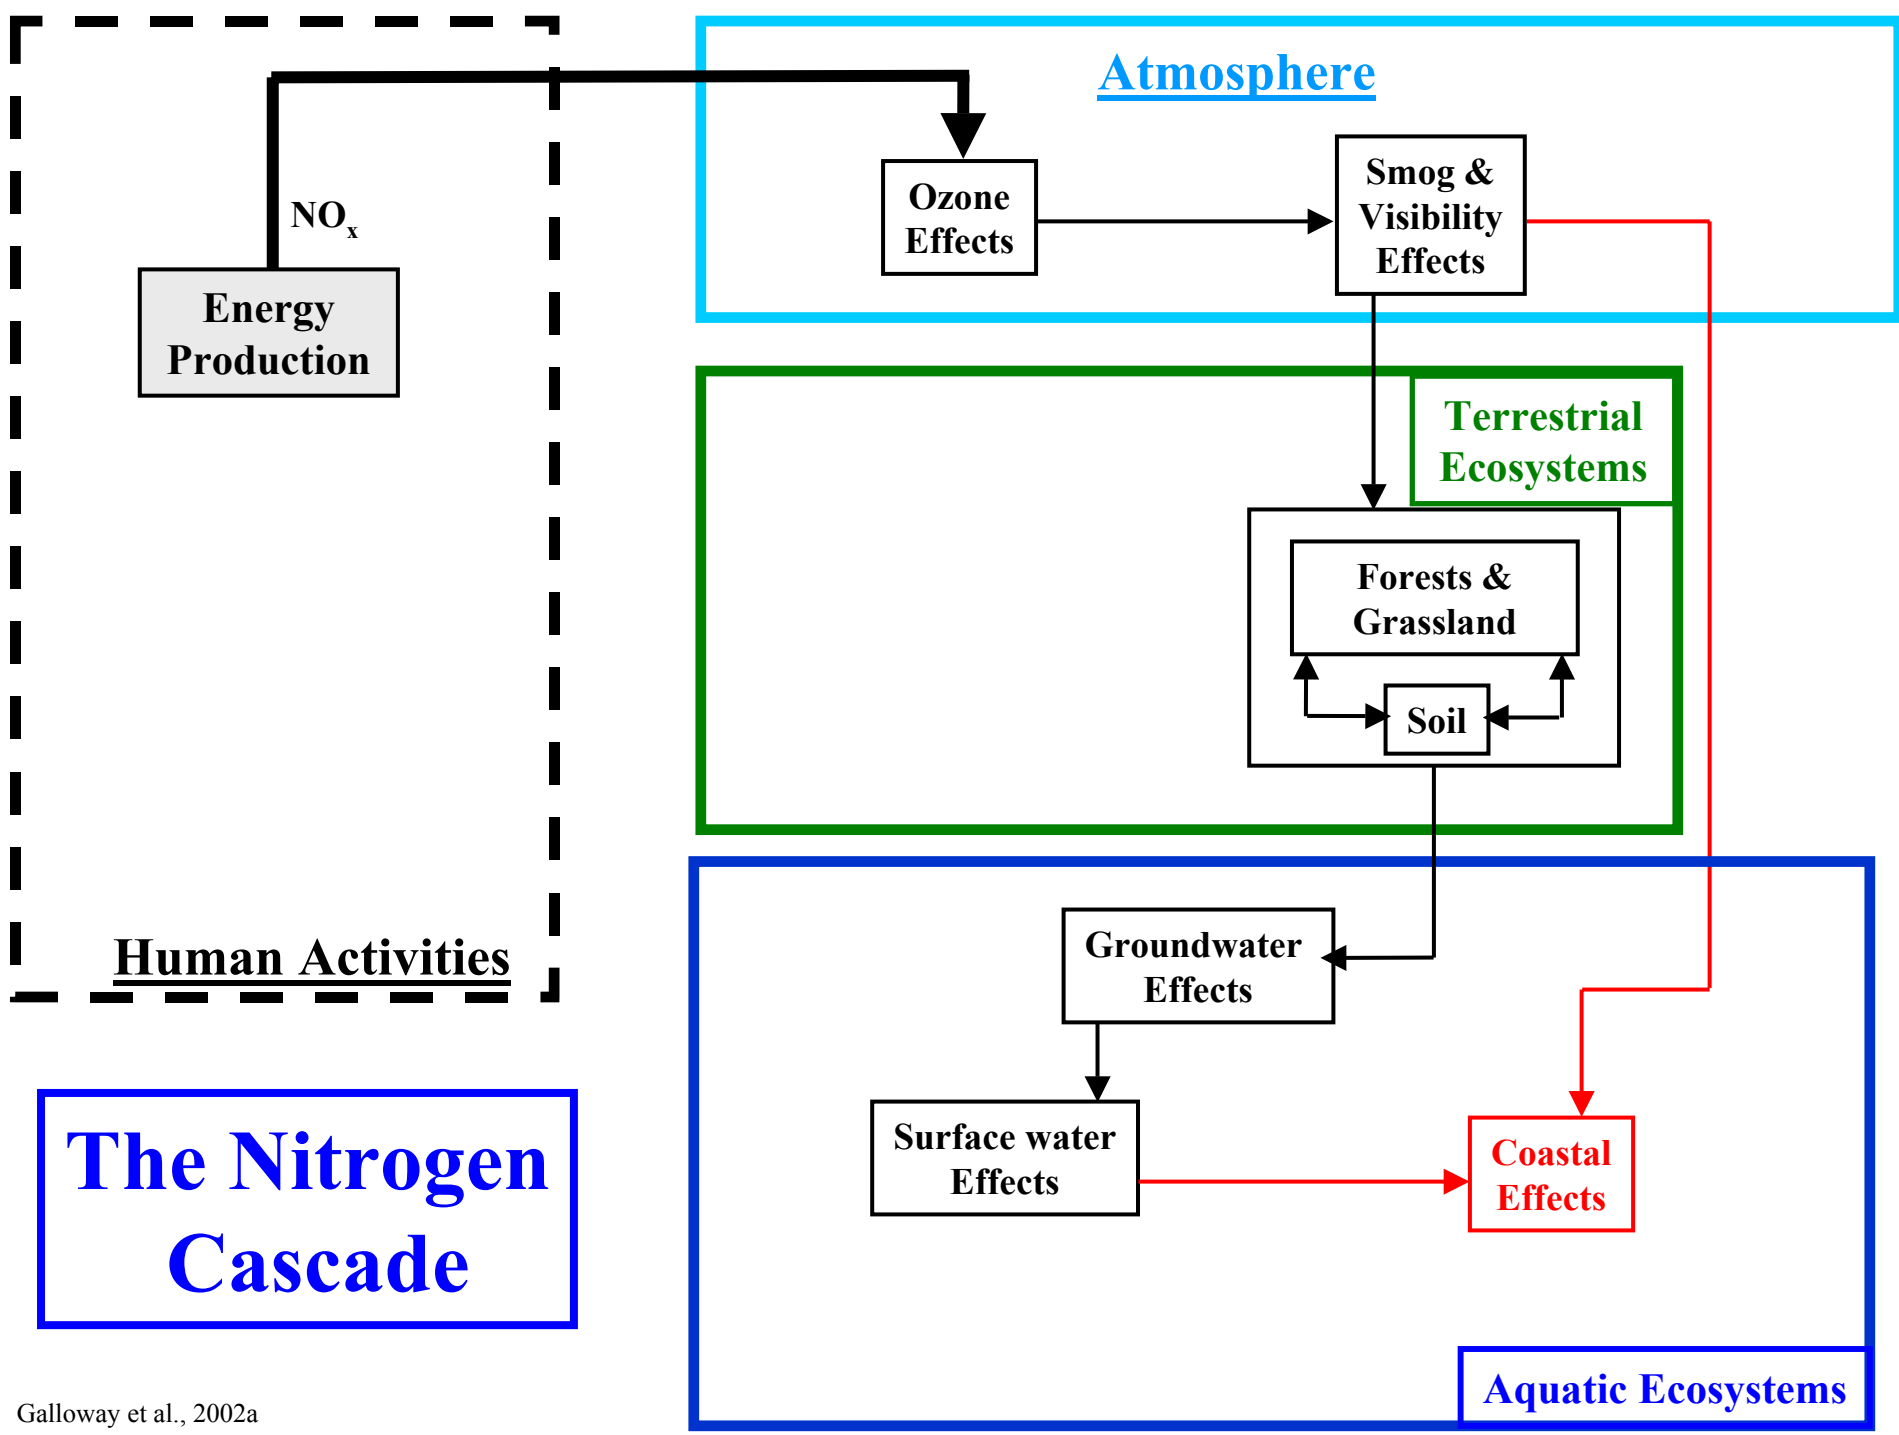 Atmosphere
Ozone
Effects
Smog &
Visibility
Effects
NOₓ
Energy
Production
Terrestrial
Ecosystems
Forests &
Grassland
Soil
Human Activities
Groundwater
Effects
Surface water
Effects
Coastal
Effects
The Nitrogen
Cascade
Aquatic Ecosystems
Galloway et al., 2002a